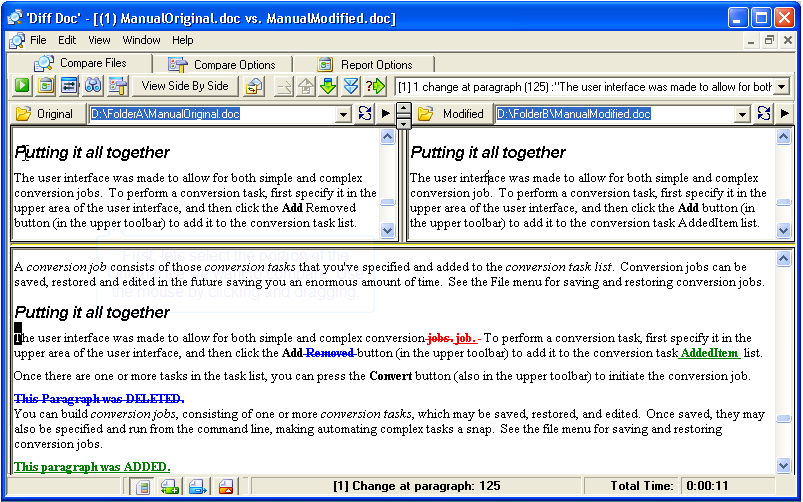 'Diff Doc' - [(1) ManualOriginal.doc vs. ManualModified.doc]
File Edit View Window Help
Compare Files Compare Options Report Options
View Side By Side [1] 1 change at paragraph (125) :"The user interface was made to allow for both
Original D:\FolderA\ManualOriginal.doc Modified D:\FolderB\ManualModified.doc
Putting it all together
The user interface was made to allow for both simple and complex
conversion jobs. To perform a conversion task, first specify it in the
upper area of the user interface, and then click the Add Removed
button (in the upper toolbar) to add it to the conversion task list.
Putting it all together
The user interface was made to allow for both simple and complex
conversion job. To perform a conversion task, first specify it in the
upper area of the user interface, and then click the Add button (in
the upper toolbar) to add it to the conversion task AddedItem list.
A conversion job consists of those conversion tasks that you've specified and added to the conversion task list. Conversion jobs can be
saved, restored and edited in the future saving you an enormous amount of time. See the File menu for saving and restoring conversion jobs.
Putting it all together
The user interface was made to allow for both simple and complex conversion jobs. job. To perform a conversion task, first specify it in the
upper area of the user interface, and then click the Add Removed button (in the upper toolbar) to add it to the conversion task AddedItem list.
Once there are one or more tasks in the task list, you can press the Convert button (also in the upper toolbar) to initiate the conversion job.
This Paragraph was DELETED.
You can build conversion jobs, consisting of one or more conversion tasks, which may be saved, restored, and edited. Once saved, they may
also be specified and run from the command line, making automating complex tasks a snap. See the file menu for saving and restoring
conversion jobs.
This paragraph was ADDED.
[1] Change at paragraph: 125 Total Time: 0:00:11